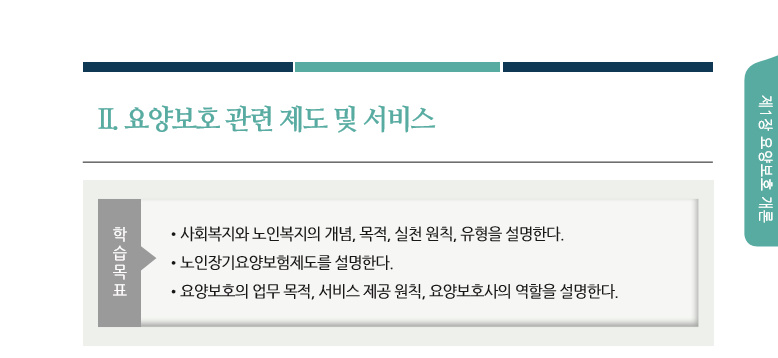 Ⅱ. 요양보호 관련 제도 및 서비스
제1장 요양보호 개론
학습목표
• 사회복지와 노인복지의 개념, 목적, 실천 원칙, 유형을 설명한다.
• 노인장기요양보험제도를 설명한다.
• 요양보호의 업무 목적, 서비스 제공 원칙, 요양보호사의 역할을 설명한다.